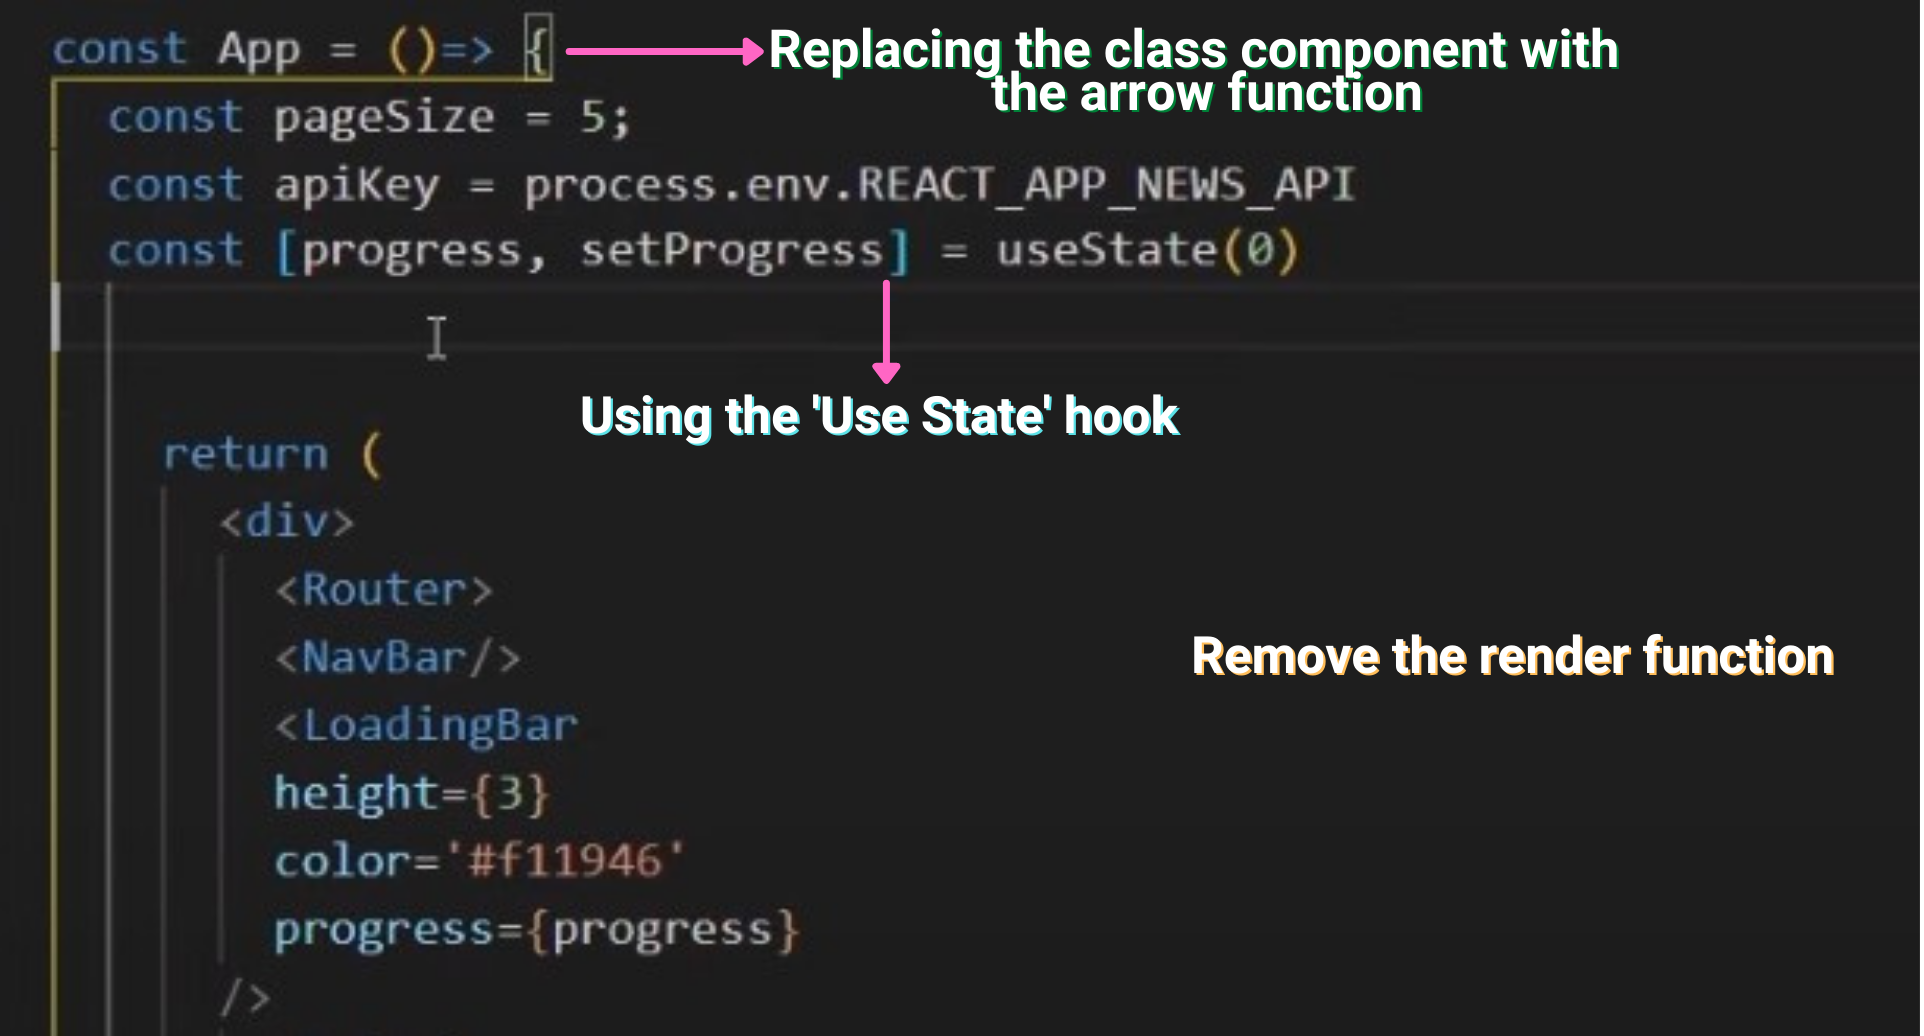 const App = ()=> {
Replacing the class component with
the arrow function
const pageSize = 5;
const apiKey = process.env.REACT_APP_NEWS_API
const [progress, setProgress] = useState(0)
Using the 'Use State' hook
return (
<div>
<Router>
<NavBar/>
Remove the render function
<LoadingBar
height={3}
color='#f11946'
progress={progress}
/>